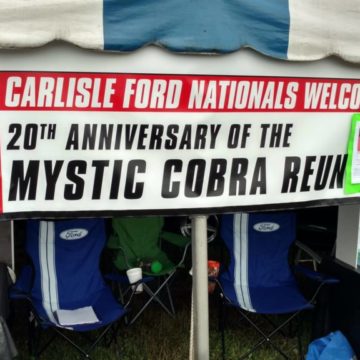 CARLISLE FORD NATIONALS WELCO
20TH ANNIVERSARY OF THE
MYSTIC COBRA REUN
Ford
Ford